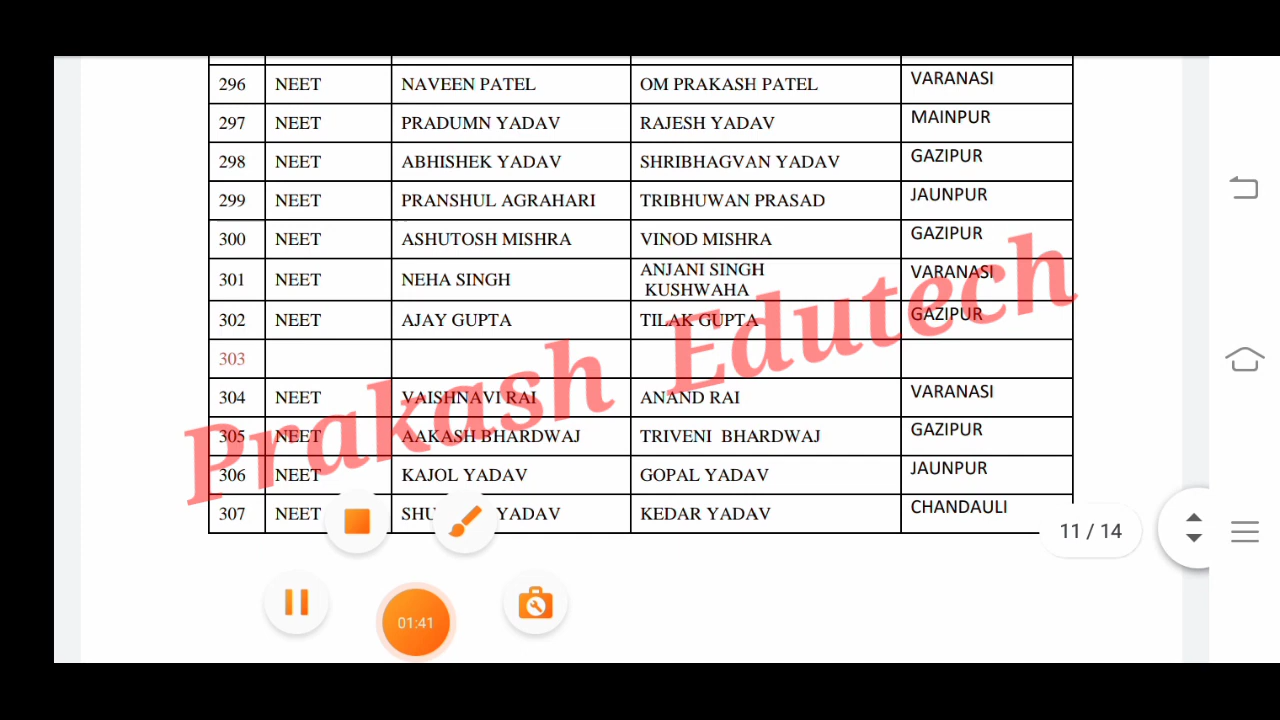 296 NEET NAVEEN PATEL OM PRAKASH PATEL VARANASI
297 NEET PRADUMN YADAV RAJESH YADAV MAINPUR
298 NEET ABHISHEK YADAV SHRIBHAGVAN YADAV GAZIPUR
299 NEET PRANSHUL AGRAHARI TRIBHUWAN PRASAD JAUNPUR
300 NEET ASHUTOSH MISHRA VINOD MISHRA GAZIPUR
301 NEET NEHA SINGH ANJANI SINGH VARANASI
KUSHWAHA
302 NEET AJAY GUPTA TILAK GUPTA GAZIPUR
303
304 NEET VAISHNAVI RAI ANAND RAI VARANASI
305 NEET AAKASH BHARDWAJ TRIVENI BHARDWAJ GAZIPUR
306 NEET KAJOL YADAV GOPAL YADAV JAUNPUR
307 NEET YADAV KEDAR YADAV CHANDAULI
Prakash Edutech
11 / 14
01:41